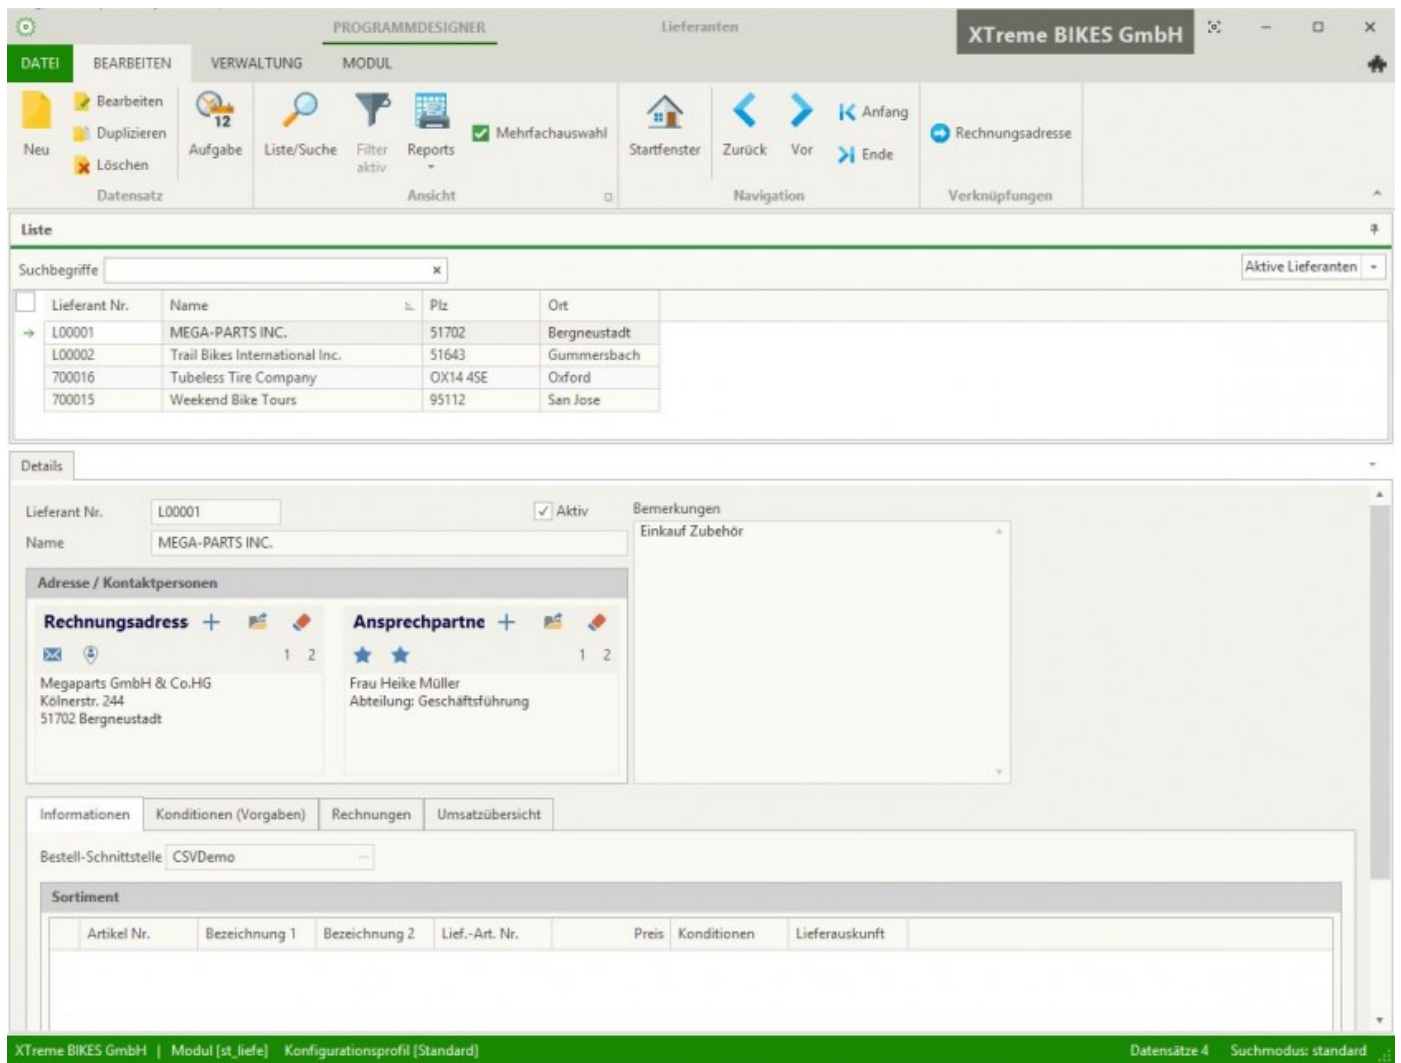 PROGRAMMDESIGNER
Lieferanten
XTreme BIKES GmbH
DATEI BEARBEITEN VERWALTUNG MODUL
Neu
Bearbeiten
Duplizieren
Löschen
Datensatz
12
Aufgabe
Liste/Suche
Filter
aktiv
Reports
Mehrfachauswahl
Ansicht
Startfenster
Zurück
Vor
Anfang
Ende
Navigation
Rechnungsadresse
Verknüpfungen
Liste
Suchbegriffe
Aktive Lieferanten
Lieferant Nr. Name Plz Ort
L00001 MEGA-PARTS INC. 51702 Bergneustadt
L00002 Trail Bikes International Inc. 51643 Gummersbach
700016 Tubeless Tire Company OX14 4SE Oxford
700015 Weekend Bike Tours 95112 San Jose
Details
Lieferant Nr. L00001 Aktiv
Name MEGA-PARTS INC.
Bemerkungen
Einkauf Zubehör
Adresse / Kontaktpersonen
Rechnungsadress
1 2
Megaparts GmbH & Co.HG
Kölnerstr. 244
51702 Bergneustadt
Ansprechpartne
1 2
Frau Heike Müller
Abteilung: Geschäftsführung
Informationen Konditionen (Vorgaben) Rechnungen Umsatzübersicht
Bestell-Schnittstelle CSVDemo
Sortiment
Artikel Nr. Bezeichnung 1 Bezeichnung 2 Lief.-Art. Nr. Preis Konditionen Lieferauskunft
XTreme BIKES GmbH | Modul [st_liefe] Konfigurationsprofil [Standard] Datensätze 4 Suchmodus: standard